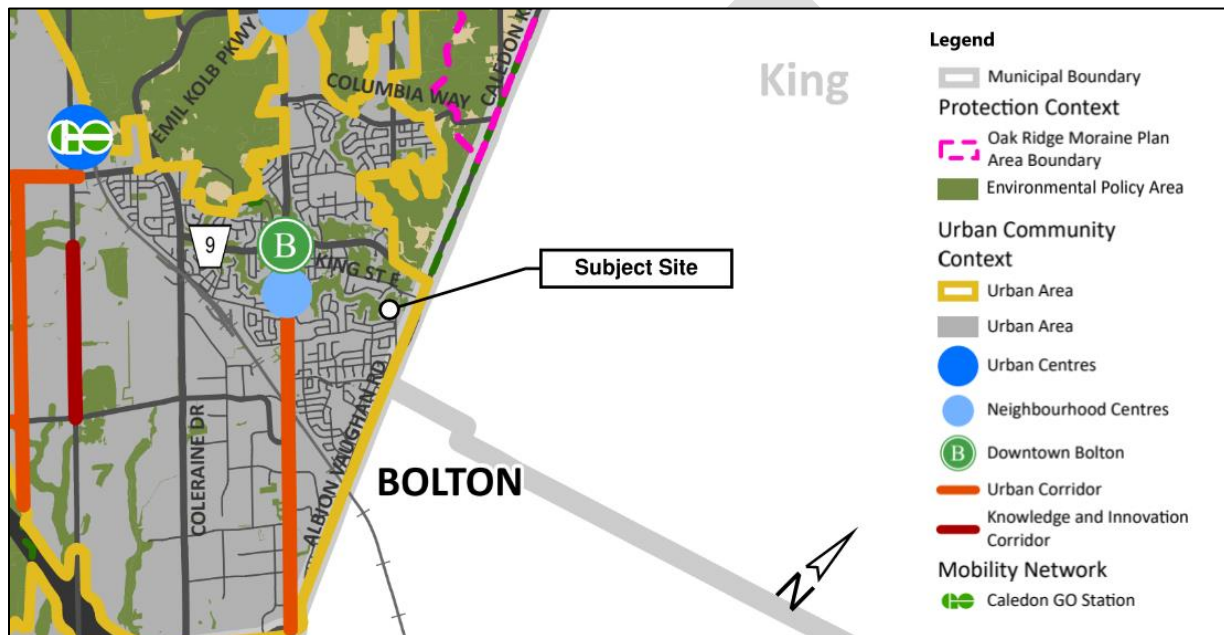 EMIL KOLB PKWY
COLUMBIA WAY
CALEDON K
King
9
B
KING ST E
Subject Site
COLERAINE DR
ALBION VAUGHAN RD
BOLTON
N
Legend
Municipal Boundary
Protection Context
Oak Ridge Moraine Plan
Area Boundary
Environmental Policy Area
Urban Community
Context
Urban Area
Urban Area
Urban Centres
Neighbourhood Centres
B
Downtown Bolton
Urban Corridor
Knowledge and Innovation
Corridor
Mobility Network
GO
Caledon GO Station